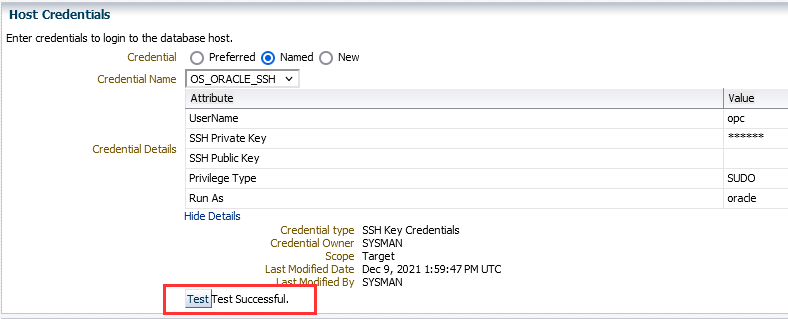 Host Credentials
Enter credentials to login to the database host.
Credential Preferred Named New
Credential Name OS_ORACLE_SSH
Attribute Value
UserName opc
SSH Private Key ******
Credential Details
SSH Public Key
Privilege Type SUDO
Run As oracle
Hide Details
Credential type SSH Key Credentials
Credential Owner SYSMAN
Scope Target
Last Modified Date Dec 9, 2021 1:59:47 PM UTC
Last Modified By SYSMAN
Test Test Successful.